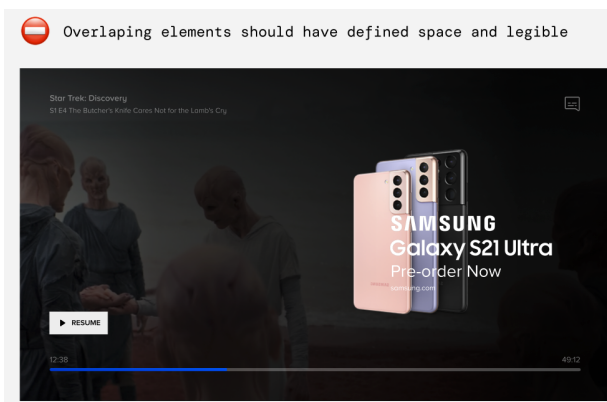 Overlaping elements should have defined space and legible
Star Trek: Discovery
S1 E4 The Butcher's Knife Cares Not for the Lamb's Cry
SAMSUNG
Galaxy S21 Ultra
Pre-order Now
samsung.com
RESUME
12:38
49:12